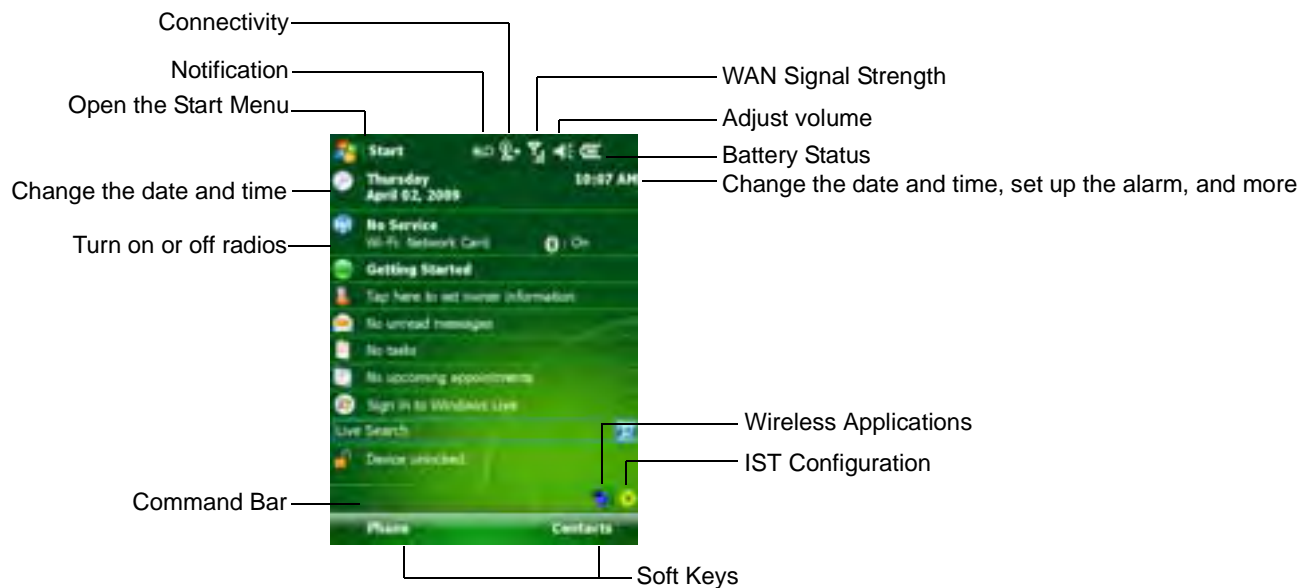 Connectivity
Notification
WAN Signal Strength
Open the Start Menu
Adjust volume
Start
Battery Status
Change the date and time
Thursday
10:07 AM
Change the date and time, set up the alarm, and more
April 02, 2009
Turn on or off radios
No Service
Wi-Fi: Network Card
: On
Getting Started
Tap here to set owner information
No unread messages
No tasks
No upcoming appointments
Sign in to Windows Live
Live Search
Wireless Applications
Device unlocked
IST Configuration
Command Bar
Phone
Contacts
Soft Keys